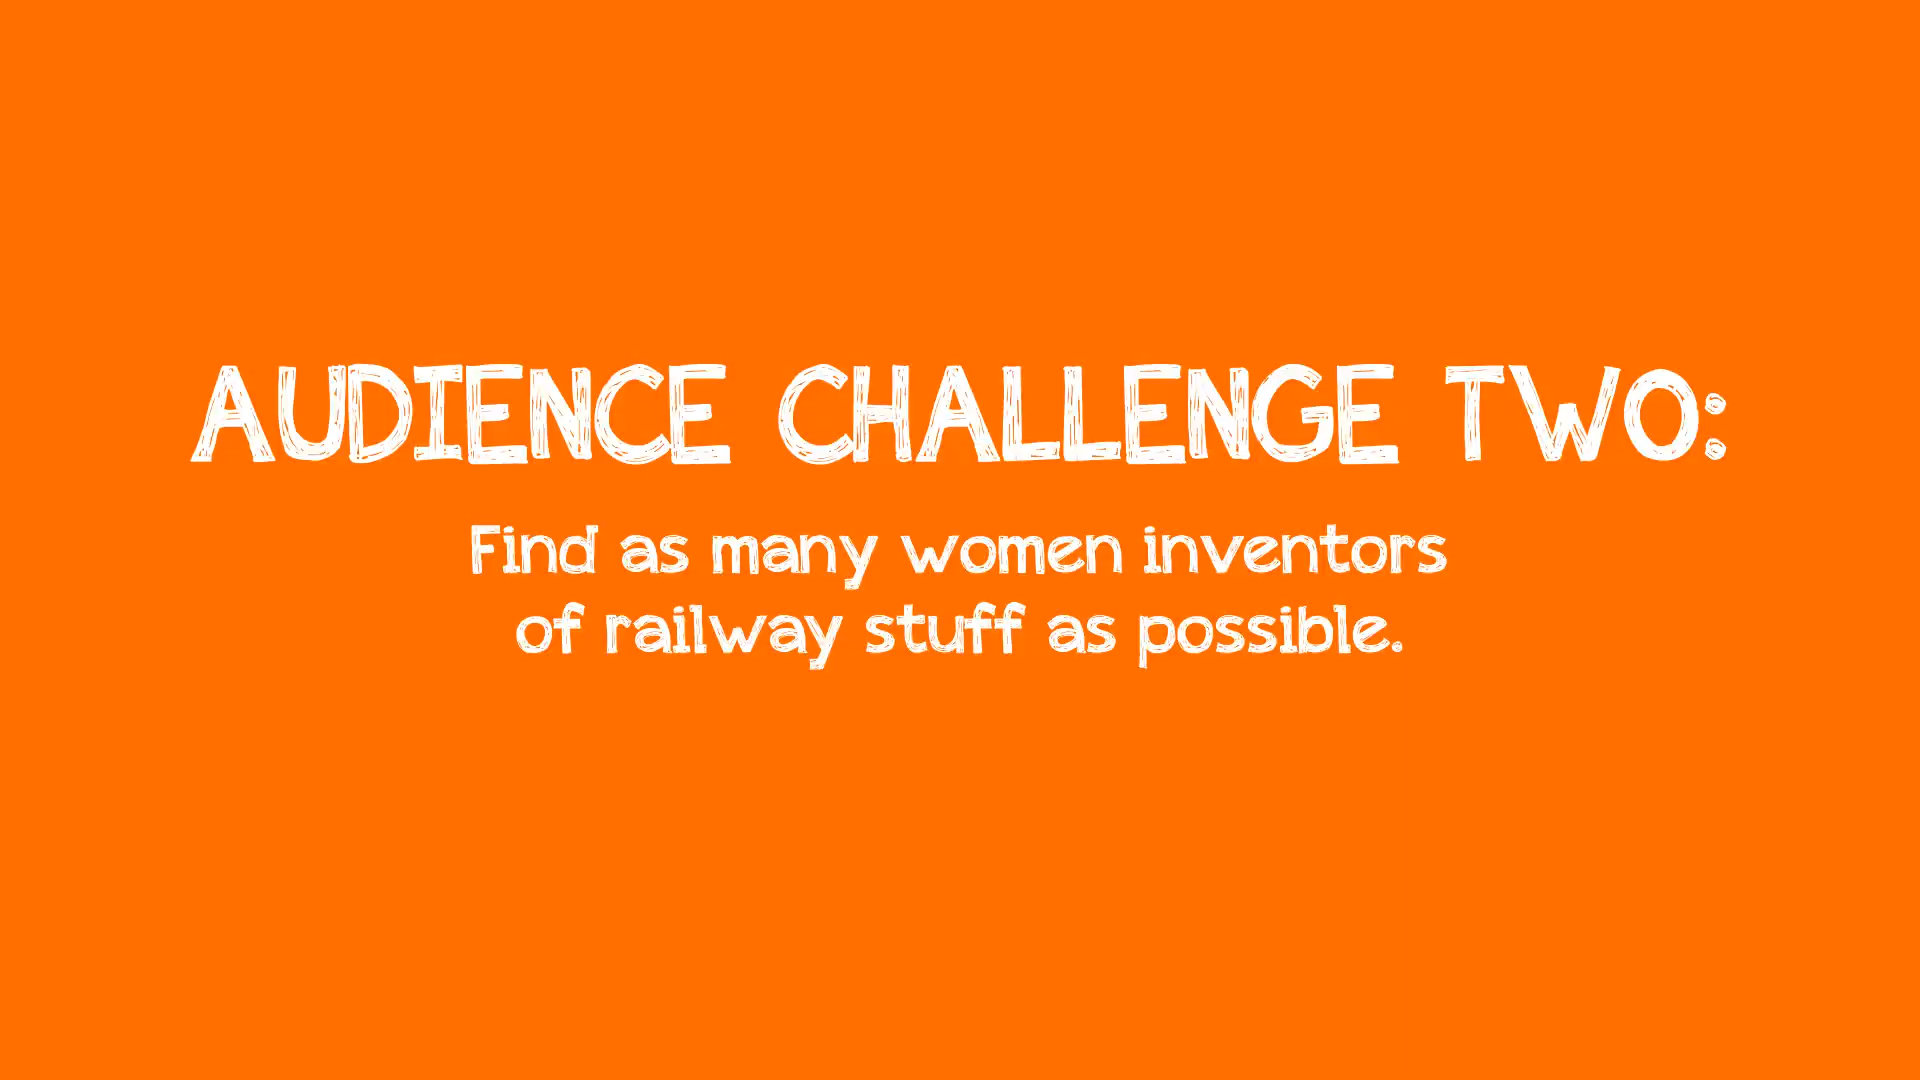 AUDIENCE CHALLENGE TWO:
Find as many women inventors
of railway stuff as possible.